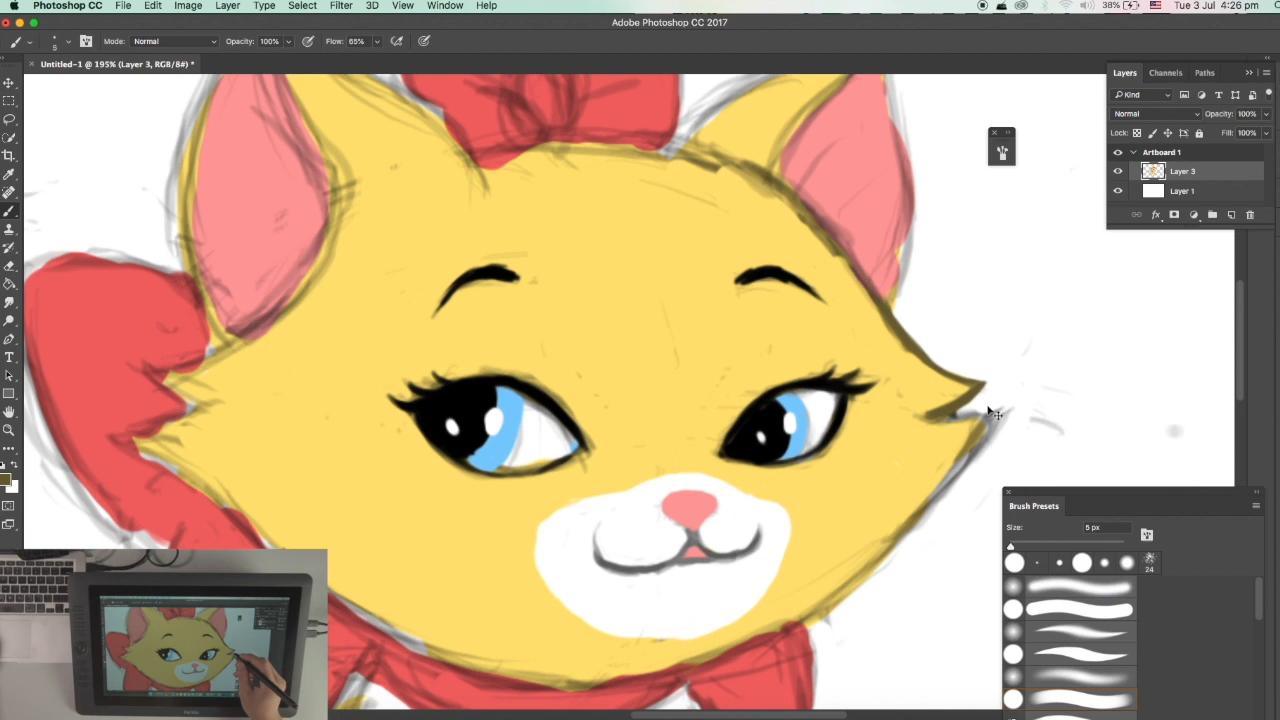 Photoshop CC File Edit Image Layer Type Select Filter 3D View Window Help 38% Tue 3 Jul 4:26 pm
Adobe Photoshop CC 2017
5 Mode: Normal Opacity: 100% Flow: 65%
Untitled-1 @ 195% (Layer 3, RGB/8#) *
Layers Channels Paths
Kind
Normal Opacity: 100%
Lock: Fill: 100%
Artboard 1
Layer 3
Layer 1
Brush Presets
Size: 5 px
24